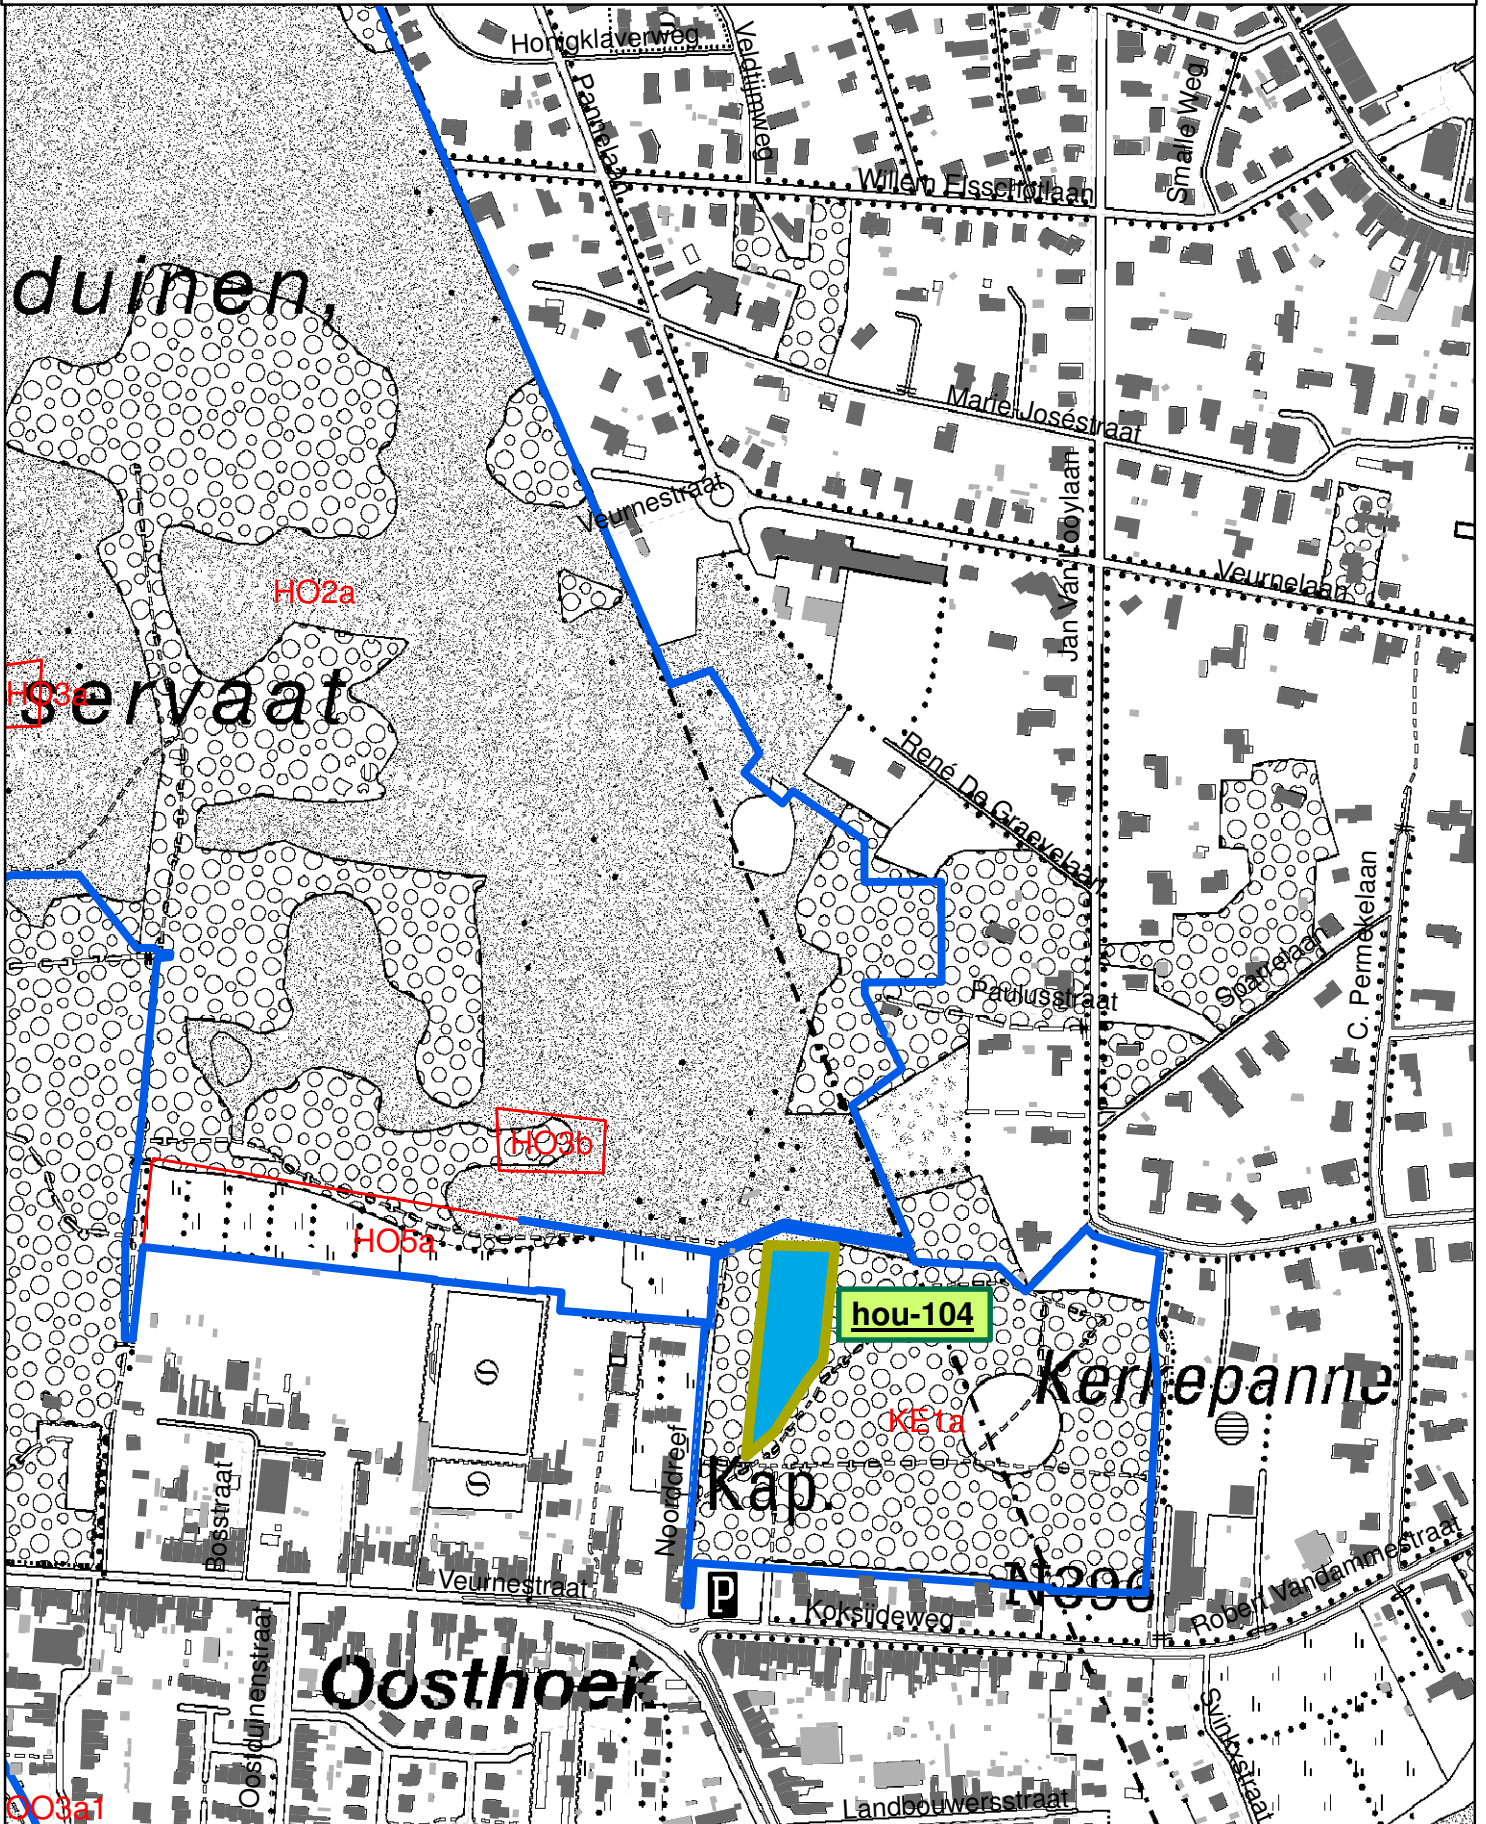 Honigklaverweg
Veldtijmweg
Pannelaan
Willem Elsschotlaan
Smalle Weg
duinen,
Marie-Joséstraat
Veurnestraat
Jan Van Looylaan
Veurnelaan
HO2a
HO3a
servaat
René De Graevelaan
C. Permekelaan
Sparrelaan
Paulusstraat
HO3b
HO5a
hou-104
Kerkepanne
KE1a
Kap.
Noorddreef
Bosstraat
Veurnestraat
P
N396
Koksijdeweg
Robert Vandammestraat
Oosthoek
Oostduinenstraat
Svinkxstraat
OO3a1
Landbouwersstraat